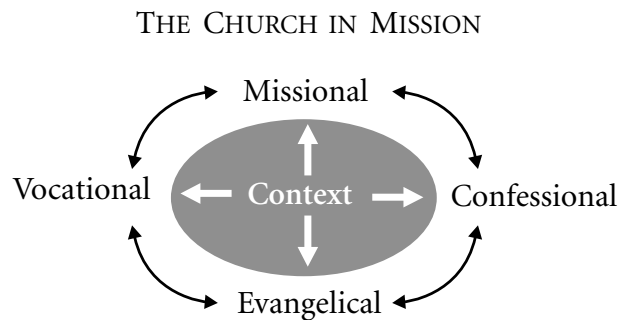 THE CHURCH IN MISSION
Missional
Vocational
Context
Confessional
Evangelical